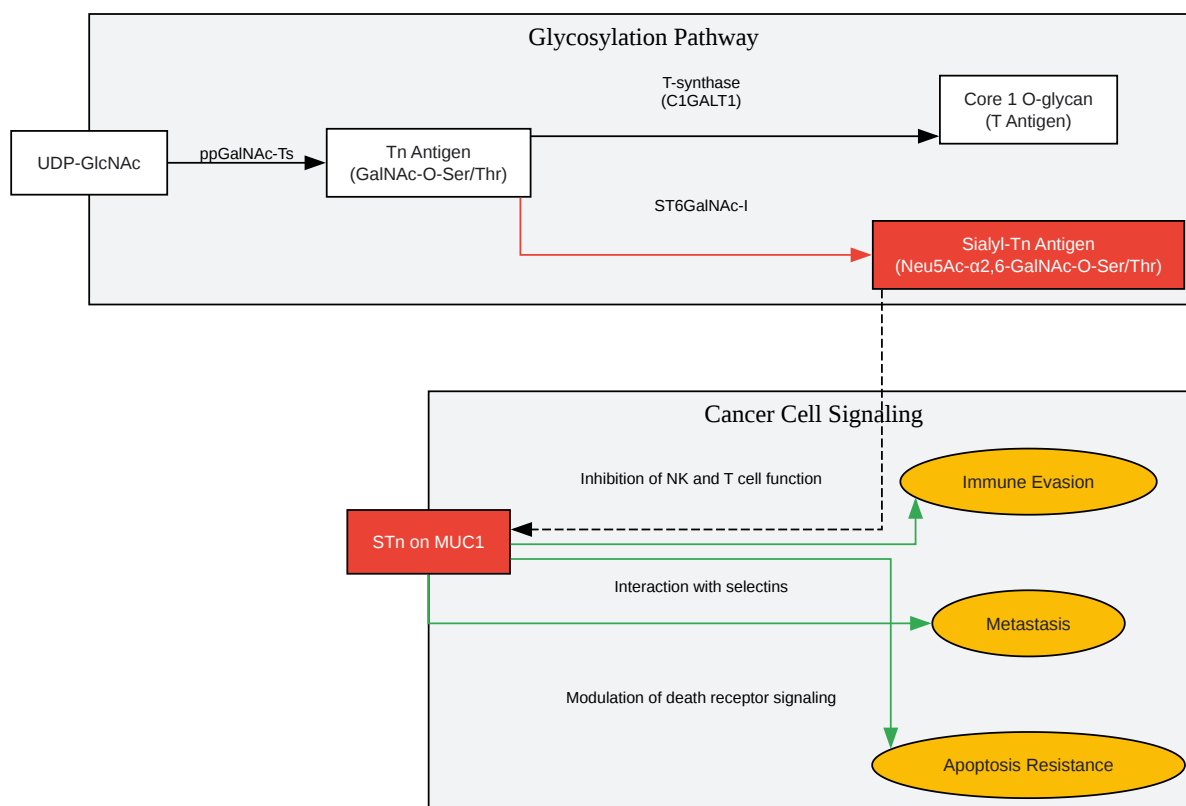 Glycosylation Pathway
T-synthase
(C1GALT1)
Core 1 O-glycan
(T Antigen)
UDP-GlcNAc
ppGalNAc-Ts
Tn Antigen
(GalNAc-O-Ser/Thr)
ST6GalNAc-I
Sialyl-Tn Antigen
(Neu5Ac-α2,6-GalNAc-O-Ser/Thr)
Cancer Cell Signaling
Inhibition of NK and T cell function
Immune Evasion
STn on MUC1
Interaction with selectins
Metastasis
Modulation of death receptor signaling
Apoptosis Resistance